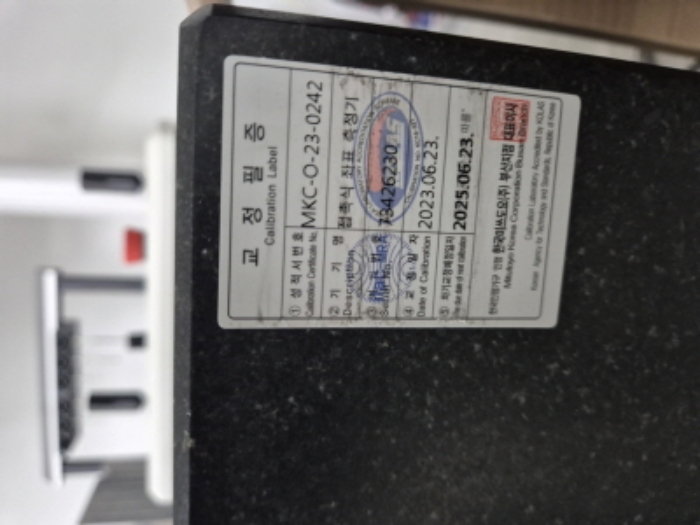 교 정 필 증
Calibration Label
① 성 적 서 번 호 MKC-O-23-0242
Calibration Certificate No.
② 기 기 명 접촉식 좌표 측정기
Description
③ 기 기 번 호 78426230
Serial No.
④ 교 정 일 자 2023.06.23.
Date of Calibration
⑤ 차기교정예정일자 2025.06.23.
The due date of next calibration
한국미쓰도요(주) 부산지점 대표이사
Mitutoyo Korea Corporation Busan Branch
Calibration Laboratory Accredited by KOLAS
Korean Agency for Technology and Standards, Republic of Korea